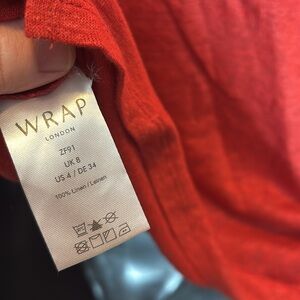 WRAP
LONDON
ZF91
UK 8
US 4 / DE 34
100% Linen / Leinen